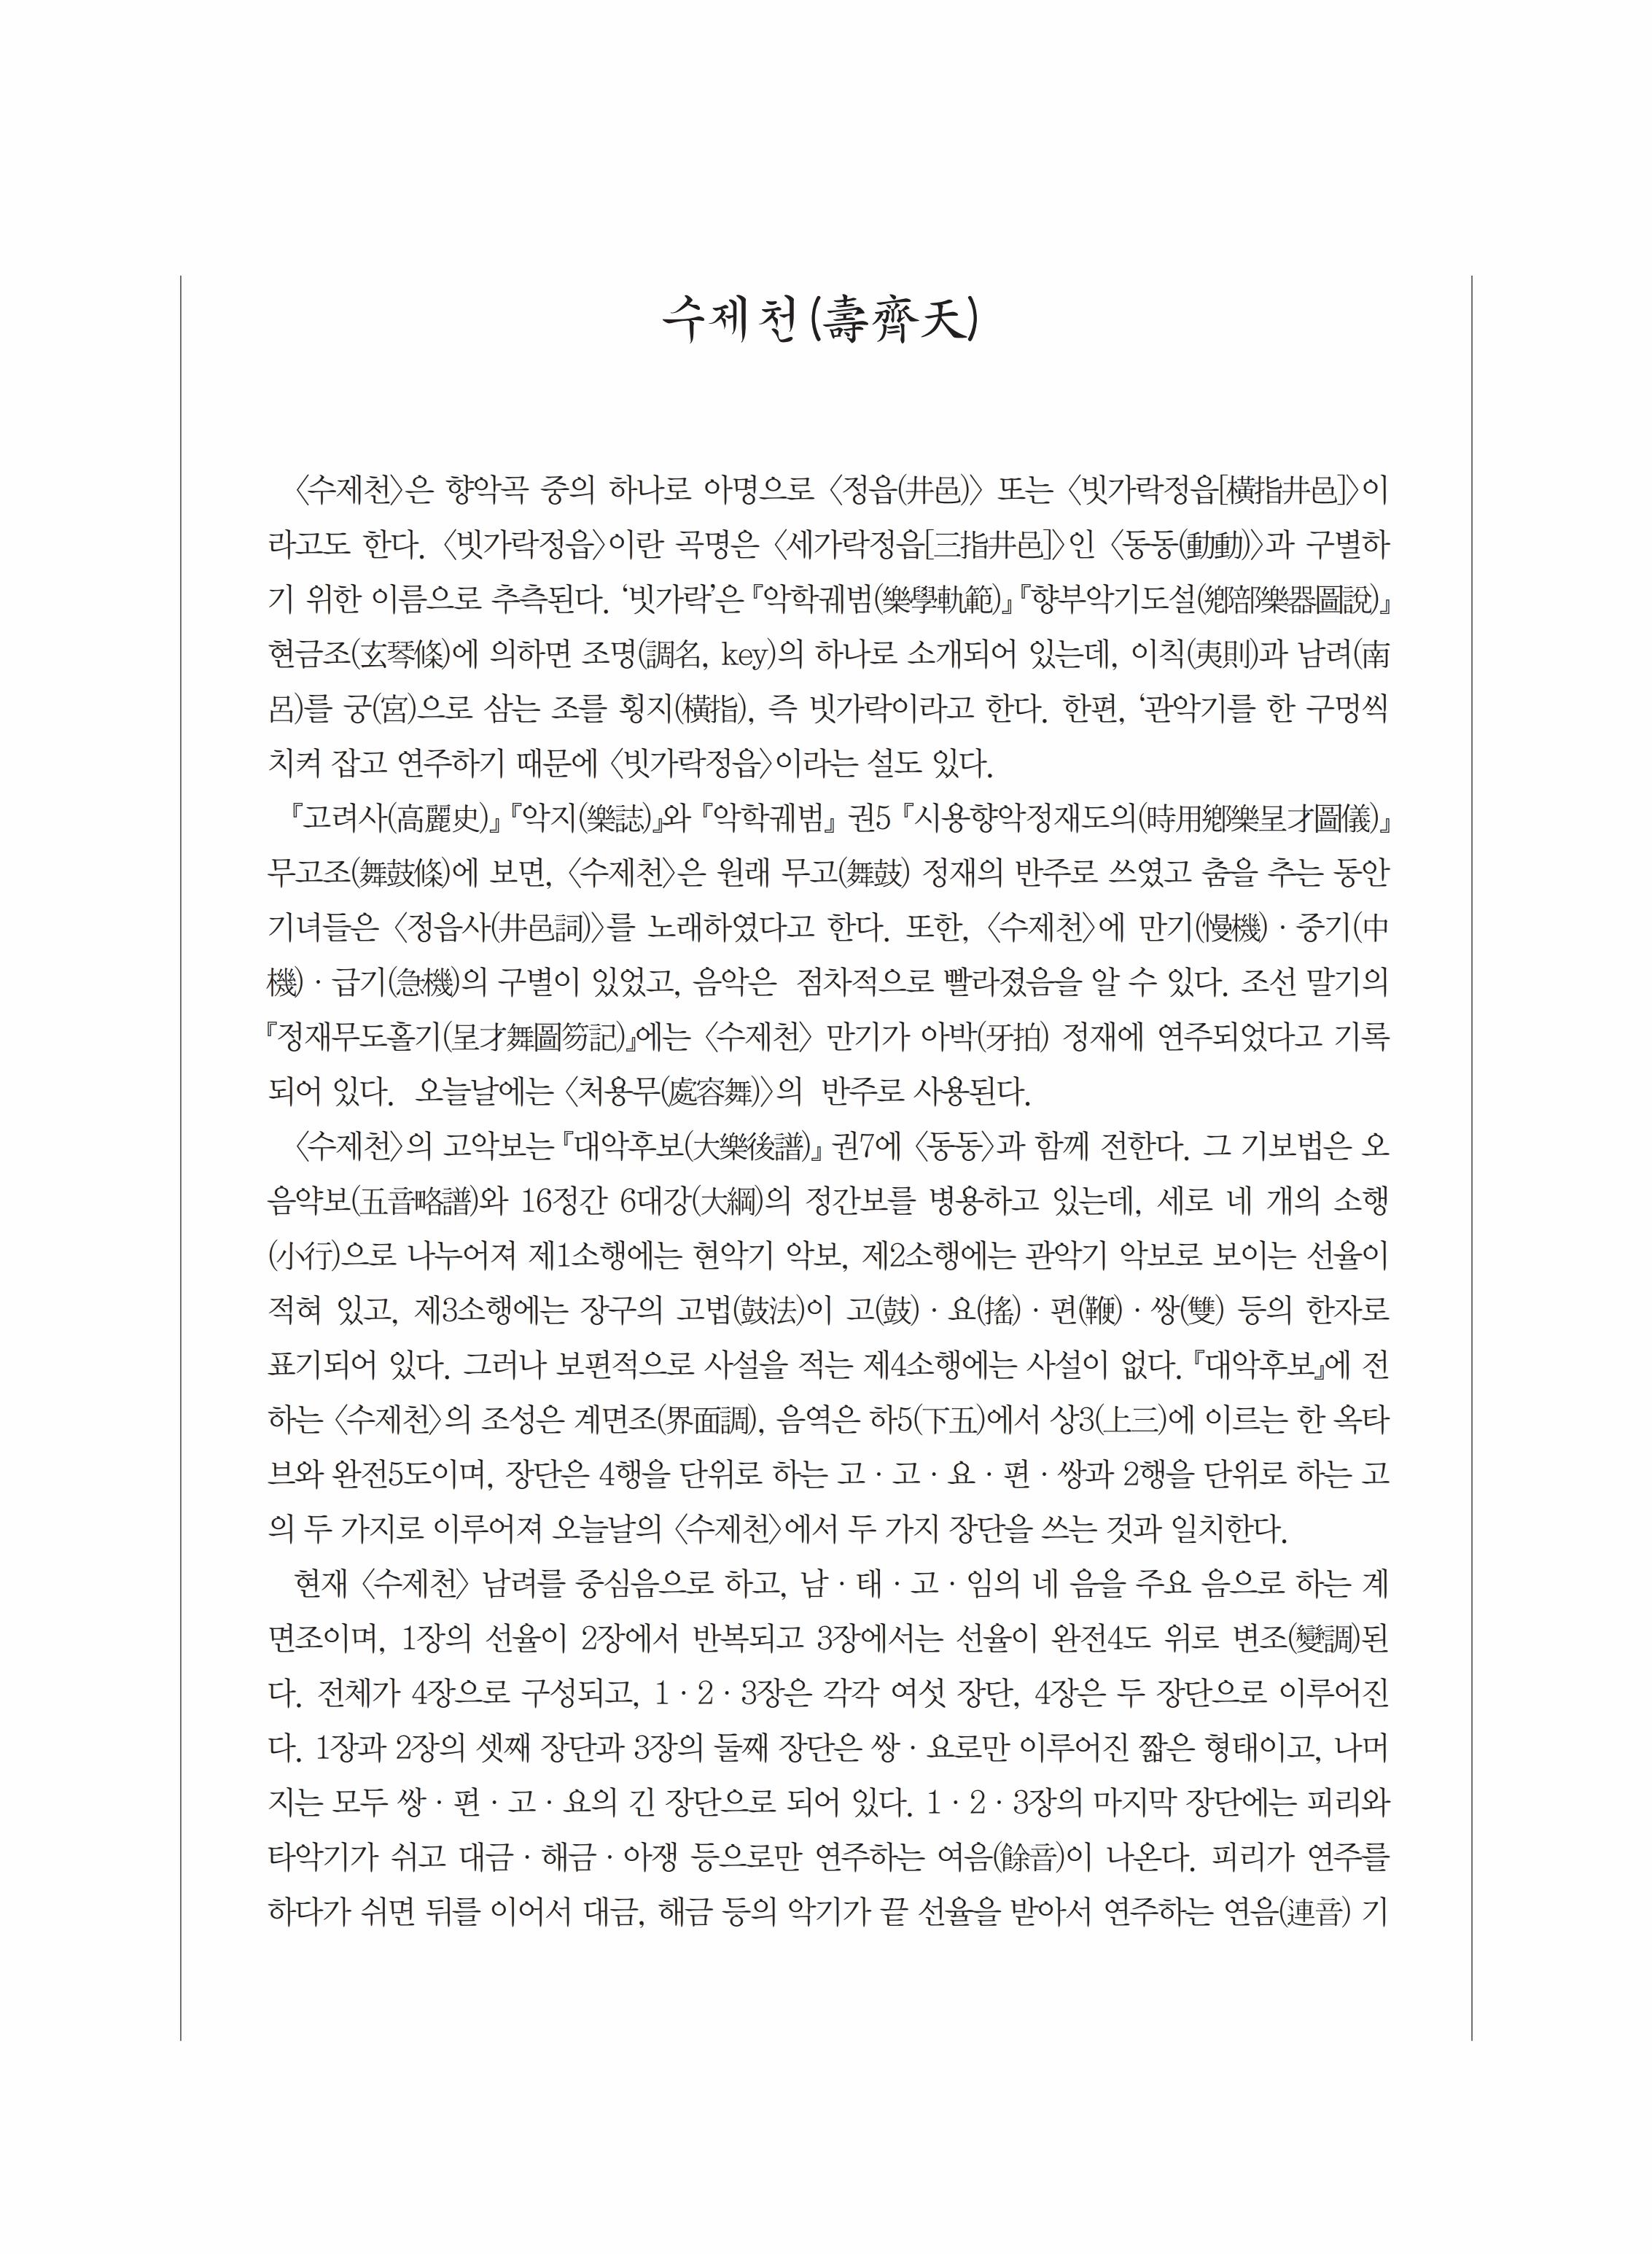 수제천(壽齊天)
〈수제천〉은 향악곡 중의 하나로 아명으로 〈정읍(井邑)〉 또는 〈빗가락정읍[橫指井邑]〉이
라고도 한다. 〈빗가락정읍〉이란 곡명은 〈세가락정읍[三指井邑]〉인 〈동동(動動)〉과 구별하
기 위한 이름으로 추측된다. ‘빗가락’은 『악학궤범(樂學軌範)』『향부악기도설(鄕部樂器圖說)』
현금조(玄琴條)에 의하면 조명(調名, key)의 하나로 소개되어 있는데, 이칙(夷則)과 남려(南
呂)를 궁(宮)으로 삼는 조를 횡지(橫指), 즉 빗가락이라고 한다. 한편, ‘관악기를 한 구멍씩
치켜 잡고 연주하기 때문에 〈빗가락정읍〉이라는 설도 있다.
『고려사(高麗史)』『악지(樂誌)』와 『악학궤범』 권5 『시용향악정재도의(時用鄕樂呈才圖儀)』
무고조(舞鼓條)에 보면, 〈수제천〉은 원래 무고(舞鼓) 정재의 반주로 쓰였고 춤을 추는 동안
기녀들은 〈정읍사(井邑詞)〉를 노래하였다고 한다. 또한, 〈수제천〉에 만기(慢機)·중기(中
機)·급기(急機)의 구별이 있었고, 음악은 점차적으로 빨라졌음을 알 수 있다. 조선 말기의
『정재무도홀기(呈才舞圖笏記)』에는 〈수제천〉 만기가 아박(牙拍) 정재에 연주되었다고 기록
되어 있다. 오늘날에는 〈처용무(處容舞)〉의 반주로 사용된다.
〈수제천〉의 고악보는 『대악후보(大樂後譜)』 권7에 〈동동〉과 함께 전한다. 그 기보법은 오
음약보(五音略譜)와 16정간 6대강(大綱)의 정간보를 병용하고 있는데, 세로 네 개의 소행
(小行)으로 나누어져 제1소행에는 현악기 악보, 제2소행에는 관악기 악보로 보이는 선율이
적혀 있고, 제3소행에는 장구의 고법(鼓法)이 고(鼓)·요(搖)·편(鞭)·쌍(雙) 등의 한자로
표기되어 있다. 그러나 보편적으로 사설을 적는 제4소행에는 사설이 없다. 『대악후보』에 전
하는 〈수제천〉의 조성은 계면조(界面調), 음역은 하5(下五)에서 상3(上三)에 이르는 한 옥타
브와 완전5도이며, 장단은 4행을 단위로 하는 고·고·요·편·쌍과 2행을 단위로 하는 고
의 두 가지로 이루어져 오늘날의 〈수제천〉에서 두 가지 장단을 쓰는 것과 일치한다.
현재 〈수제천〉 남려를 중심음으로 하고, 남·태·고·임의 네 음을 주요 음으로 하는 계
면조이며, 1장의 선율이 2장에서 반복되고 3장에서는 선율이 완전4도 위로 변조(變調)된
다. 전체가 4장으로 구성되고, 1·2·3장은 각각 여섯 장단, 4장은 두 장단으로 이루어진
다. 1장과 2장의 셋째 장단과 3장의 둘째 장단은 쌍·요로만 이루어진 짧은 형태이고, 나머
지는 모두 쌍·편·고·요의 긴 장단으로 되어 있다. 1·2·3장의 마지막 장단에는 피리와
타악기가 쉬고 대금·해금·아쟁 등으로만 연주하는 여음(餘音)이 나온다. 피리가 연주를
하다가 쉬면 뒤를 이어서 대금, 해금 등의 악기가 끝 선율을 받아서 연주하는 연음(連音) 기